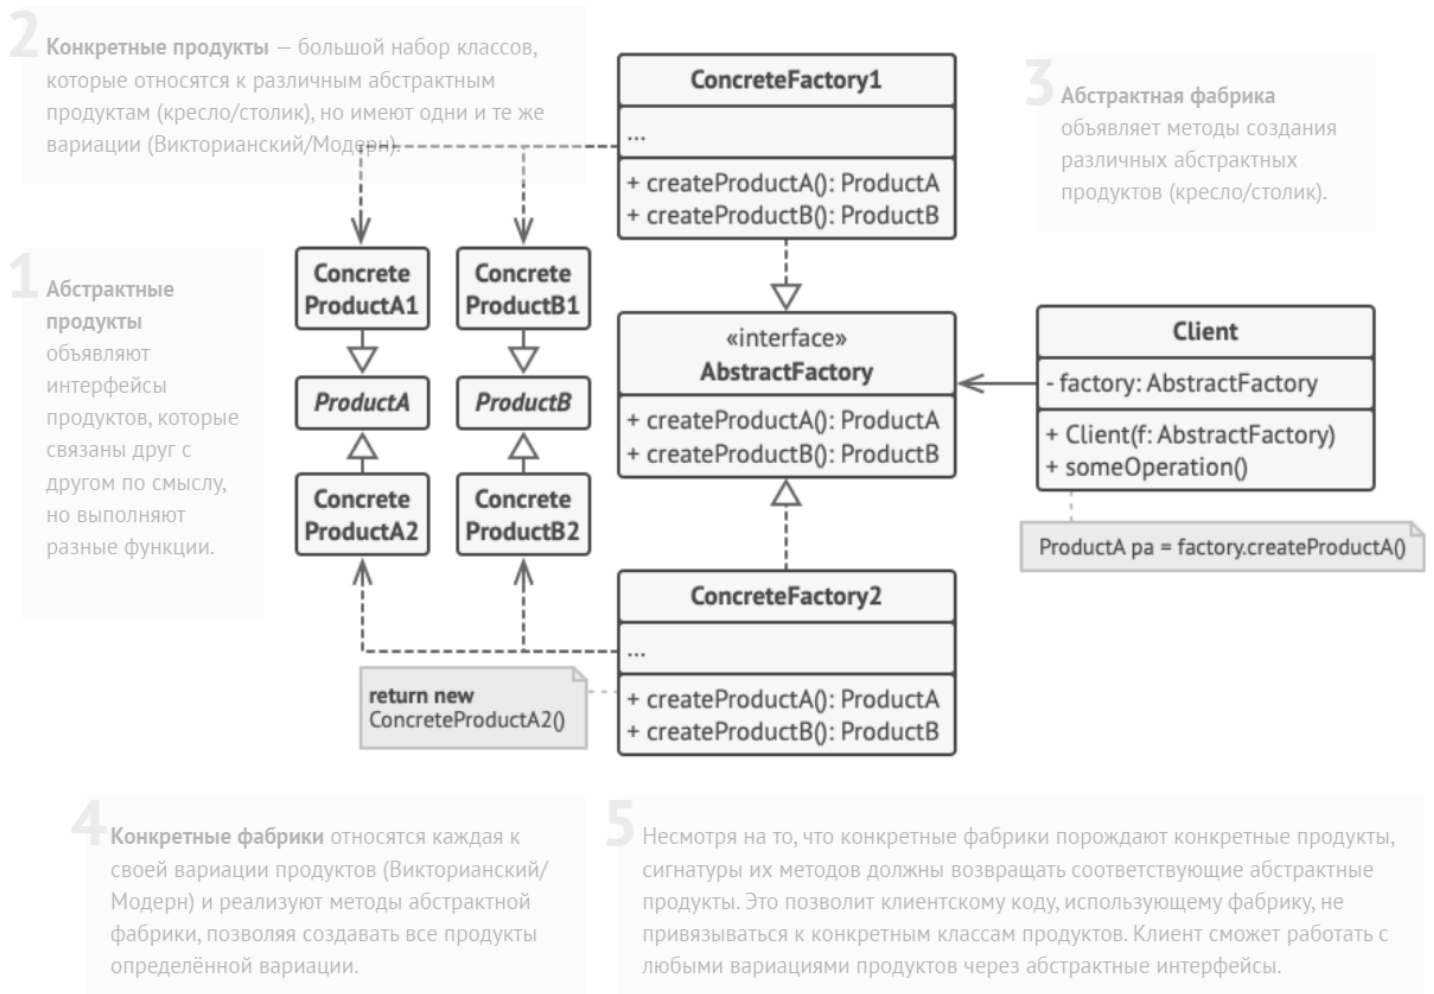 2
Конкретные продукты — большой набор классов,
которые относятся к различным абстрактным
продуктам (кресло/столик), но имеют одни и те же
вариации (Викторианский/Модерн).
ConcreteFactory1
...
+ createProductA(): ProductA
+ createProductB(): ProductB
3
Абстрактная фабрика
объявляет методы создания
различных абстрактных
продуктов (кресло/столик).
1
Абстрактные
продукты
объявляют
интерфейсы
продуктов, которые
связаны друг с
другом по смыслу,
но выполняют
разные функции.
Concrete
ProductA1
Concrete
ProductB1
ProductA
ProductB
Concrete
ProductA2
Concrete
ProductB2
«interface»
AbstractFactory
+ createProductA(): ProductA
+ createProductB(): ProductB
Client
- factory: AbstractFactory
+ Client(f: AbstractFactory)
+ someOperation()
ProductA pa = factory.createProductA()
ConcreteFactory2
...
+ createProductA(): ProductA
+ createProductB(): ProductB
return new
ConcreteProductA2()
4
Конкретные фабрики относятся каждая к
своей вариации продуктов (Викторианский/
Модерн) и реализуют методы абстрактной
фабрики, позволяя создавать все продукты
определённой вариации.
5
Несмотря на то, что конкретные фабрики порождают конкретные продукты,
сигнатуры их методов должны возвращать соответствующие абстрактные
продукты. Это позволит клиентскому коду, использующему фабрику, не
привязываться к конкретным классам продуктов. Клиент сможет работать с
любыми вариациями продуктов через абстрактные интерфейсы.